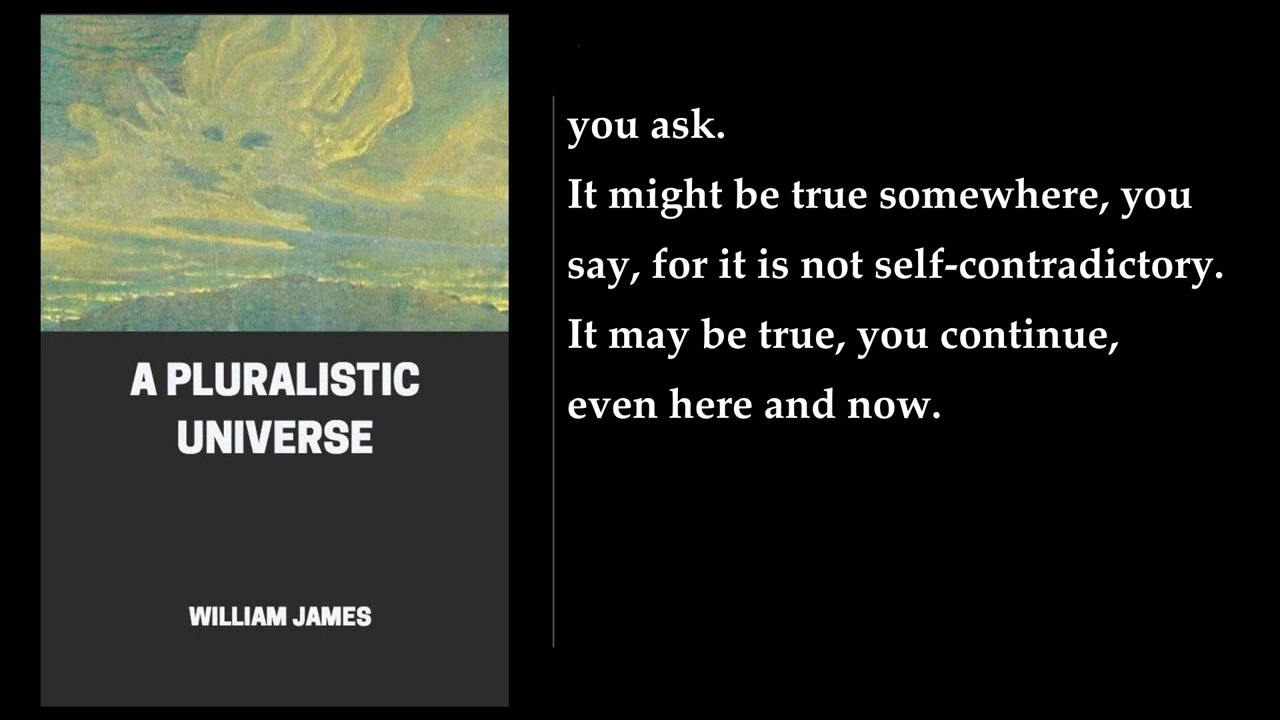 A PLURALISTIC
UNIVERSE
WILLIAM JAMES
you ask.
It might be true somewhere, you
say, for it is not self-contradictory.
It may be true, you continue,
even here and now.